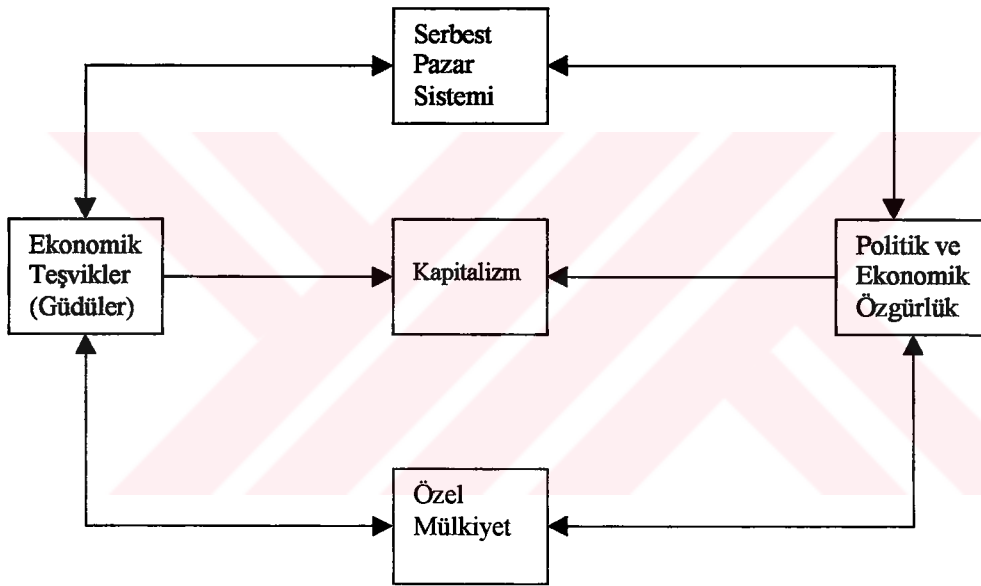 Serbest
Pazar
Sistemi
Ekonomik
Teşvikler
(Güdüler)
Kapitalizm
Politik ve
Ekonomik
Özgürlük
Özel
Mülkiyet